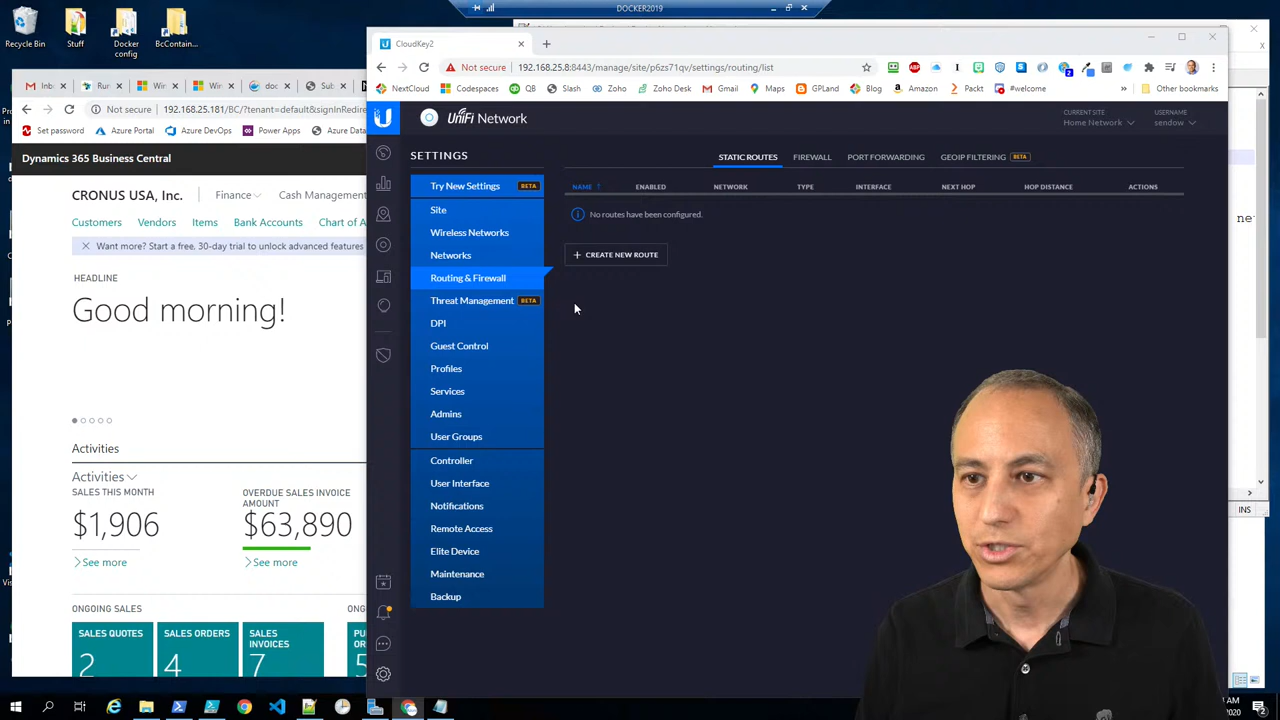 DOCKER2019
Recycle Bin
Stuff
Docker config
BcContain...
CloudKey2
Not secure
192.168.25.8:8443/manage/site/p6zs71qv/settings/routing/list
NextCloud
Codespaces
QB
Slash
Zoho
Zoho Desk
Gmail
Maps
GPLand
Blog
Amazon
Packt
#welcome
Other bookmarks
UniFi Network
CURRENT SITE
Home Network
USERNAME
sendow
SETTINGS
Try New Settings BETA
Site
Wireless Networks
Networks
Routing & Firewall
Threat Management BETA
DPI
Guest Control
Profiles
Services
Admins
User Groups
Controller
User Interface
Notifications
Remote Access
Elite Device
Maintenance
Backup
STATIC ROUTES FIREWALL PORT FORWARDING GEOIP FILTERING BETA
NAME ENABLED NETWORK TYPE INTERFACE NEXT HOP HOP DISTANCE ACTIONS
No routes have been configured.
+ CREATE NEW ROUTE
Not secure
192.168.25.181/BC/?tenant=default&signInRedire
Set password
Azure Portal
Azure DevOps
Power Apps
Azure Data
Dynamics 365 Business Central
CRONUS USA, Inc.
Finance
Cash Management
Customers Vendors Items Bank Accounts Chart of A
Want more? Start a free, 30-day trial to unlock advanced features
HEADLINE
Good morning!
Activities
Activities
SALES THIS MONTH
$1,906
See more
OVERDUE SALES INVOICE AMOUNT
$63,890
See more
ONGOING SALES
SALES QUOTES
2
SALES ORDERS
4
SALES INVOICES
7
INS